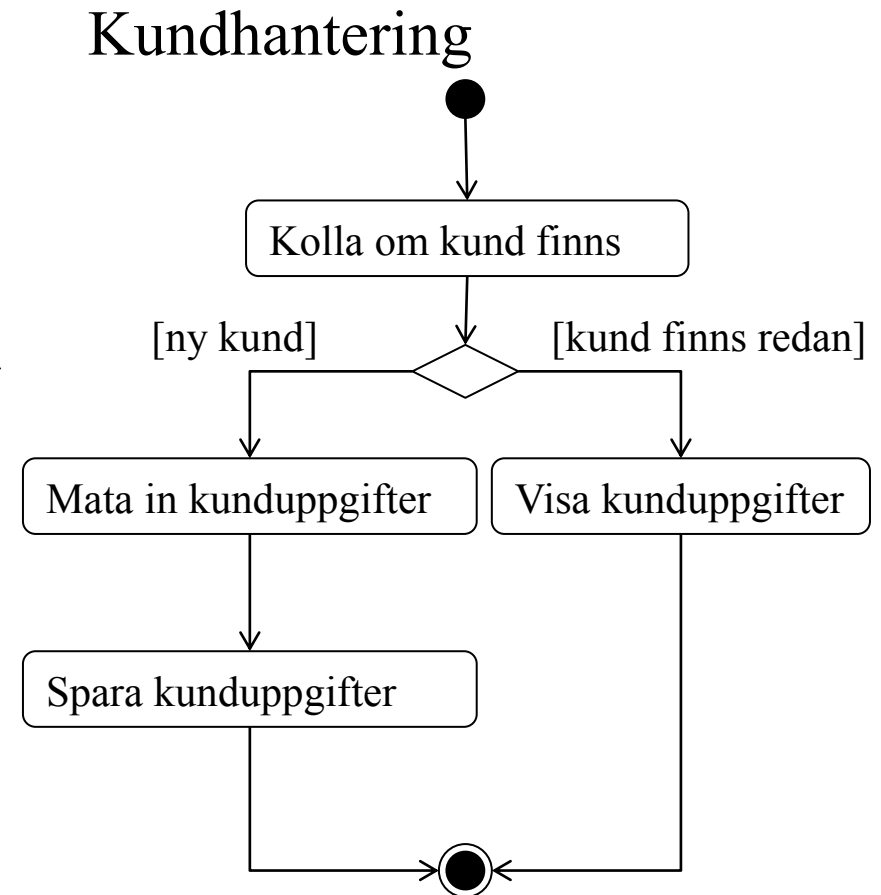 Kundhantering
Kolla om kund finns
[ny kund]
[kund finns redan]
Mata in kunduppgifter
Visa kunduppgifter
Spara kunduppgifter